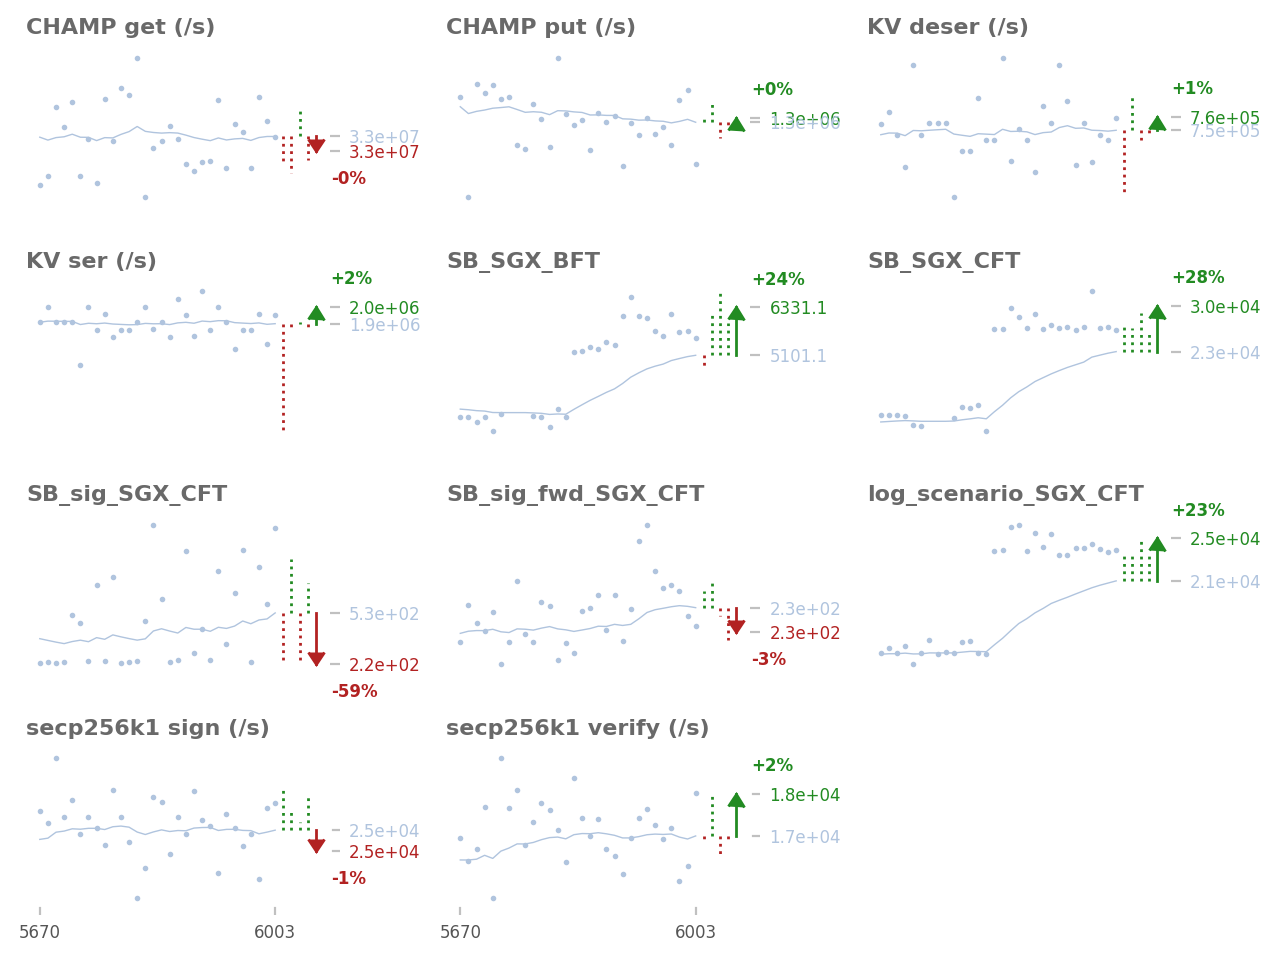 CHAMP get (/s)
3.3e+07
3.3e+07
-0%
CHAMP put (/s)
+0%
1.3e+06
1.3e+06
KV deser (/s)
+1%
7.6e+05
7.5e+05
KV ser (/s)
+2%
2.0e+06
1.9e+06
SB_SGX_BFT
+24%
6331.1
5101.1
SB_SGX_CFT
+28%
3.0e+04
2.3e+04
SB_sig_SGX_CFT
5.3e+02
2.2e+02
-59%
SB_sig_fwd_SGX_CFT
2.3e+02
2.3e+02
-3%
log_scenario_SGX_CFT
+23%
2.5e+04
2.1e+04
secp256k1 sign (/s)
2.5e+04
2.5e+04
-1%
5670
6003
secp256k1 verify (/s)
+2%
1.8e+04
1.7e+04
5670
6003